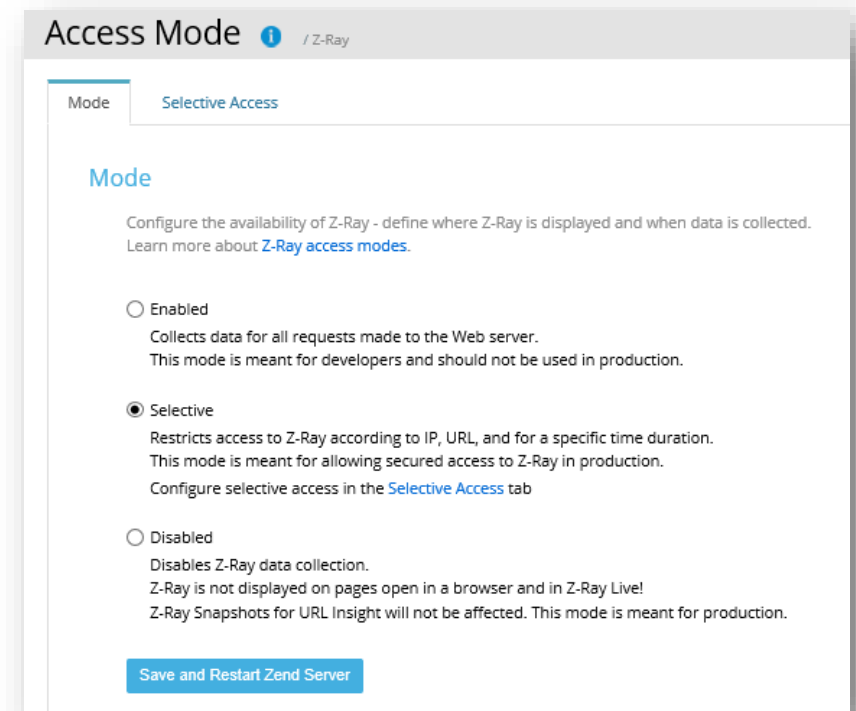 Access Mode i / Z-Ray
Mode Selective Access
Mode
Configure the availability of Z-Ray - define where Z-Ray is displayed and when data is collected.
Learn more about Z-Ray access modes.
Enabled
Collects data for all requests made to the Web server.
This mode is meant for developers and should not be used in production.
Selective
Restricts access to Z-Ray according to IP, URL, and for a specific time duration.
This mode is meant for allowing secured access to Z-Ray in production.
Configure selective access in the Selective Access tab
Disabled
Disables Z-Ray data collection.
Z-Ray is not displayed on pages open in a browser and in Z-Ray Live!
Z-Ray Snapshots for URL Insight will not be affected. This mode is meant for production.
Save and Restart Zend Server